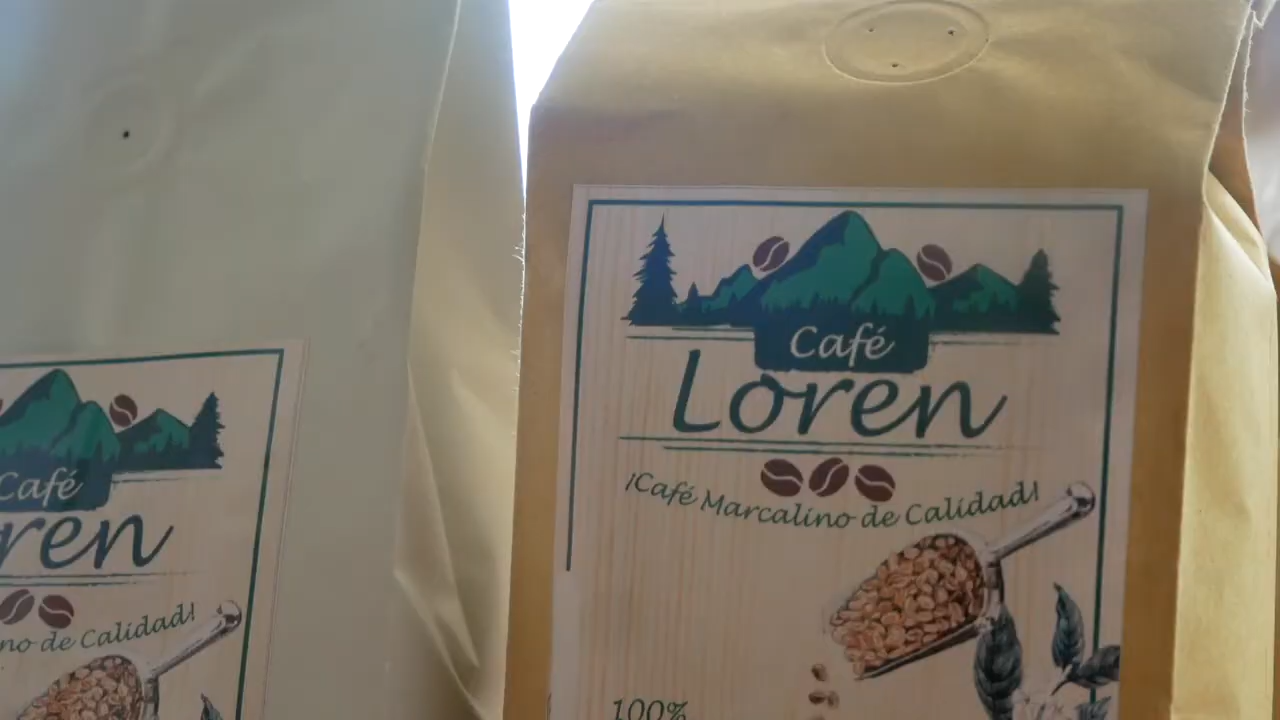 Café
Loren
¡Café Marcalino de Calidad!
100%
Café
ren
no de Calidad!